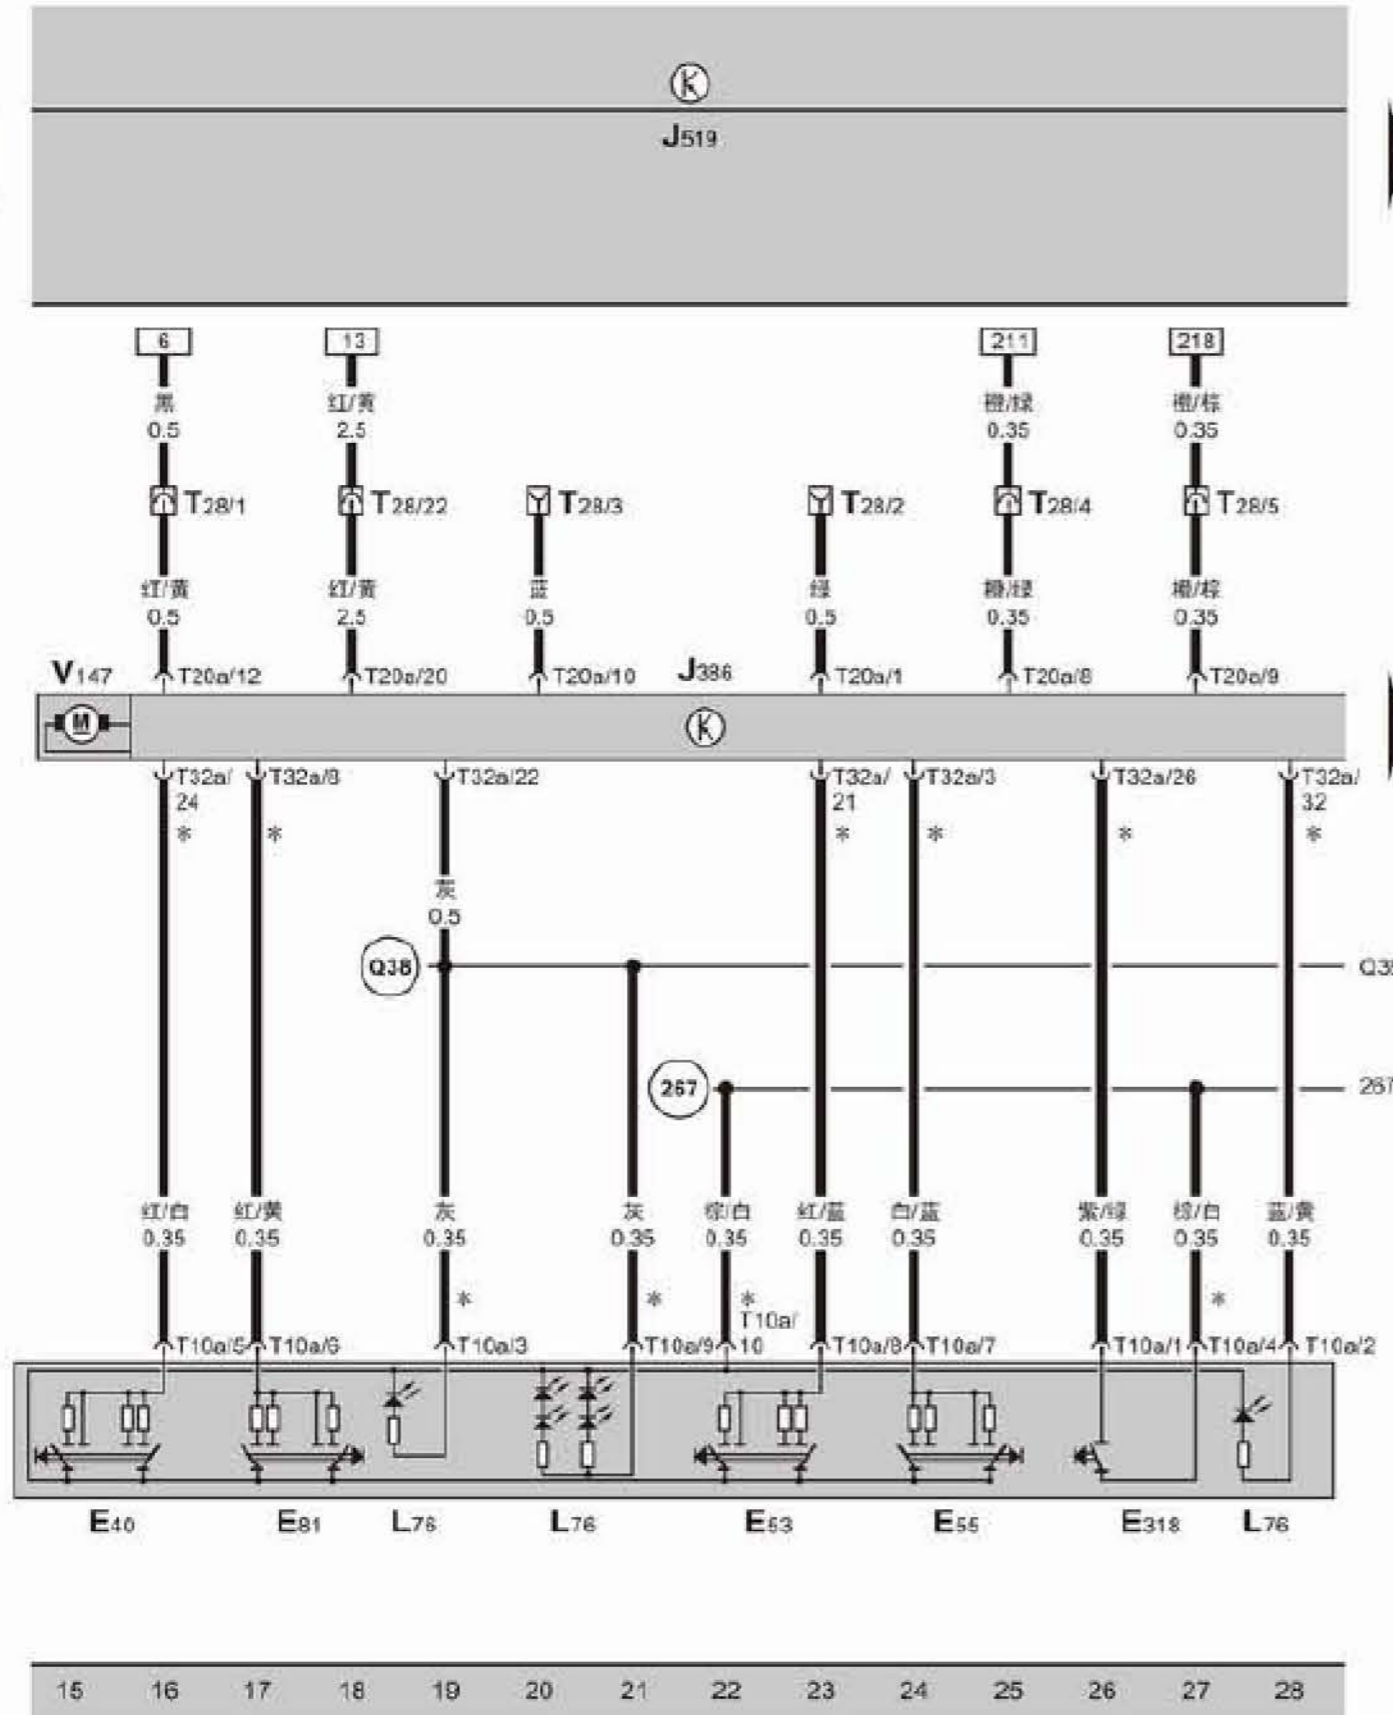 K
J519
6 13 211 218
黑 红/黄 橙/绿 橙/棕
0.5 2.5 0.35 0.35
T28/1 T28/22 T28/3 T28/2 T28/4 T28/5
红/黄 红/黄 蓝 绿 橙/绿 橙/棕
0.5 2.5 0.5 0.5 0.35 0.35
V147 T20a/12 T20a/20 T20a/10 J386 T20a/1 T20a/8 T20a/9
M K
T32a/ T32a/8 T32a/22 T32a/ T32a/3 T32a/26 T32a/
24 21 32
* * * * * *
灰
0.5
Q38
267 267
红/白 红/黄 灰 灰 棕/白 红/蓝 白/蓝 紫/绿 棕/白 蓝/黄
0.35 0.35 0.35 0.35 0.35 0.35 0.35 0.35 0.35 0.35
* * * *
T10a/
T10a/5 T10a/6 T10a/3 T10a/9 10 T10a/8 T10a/7 T10a/1 T10a/4 T10a/2
E40 E81 L76 L76 E53 E55 E318 L76
15 16 17 18 19 20 21 22 23 24 25 26 27 28